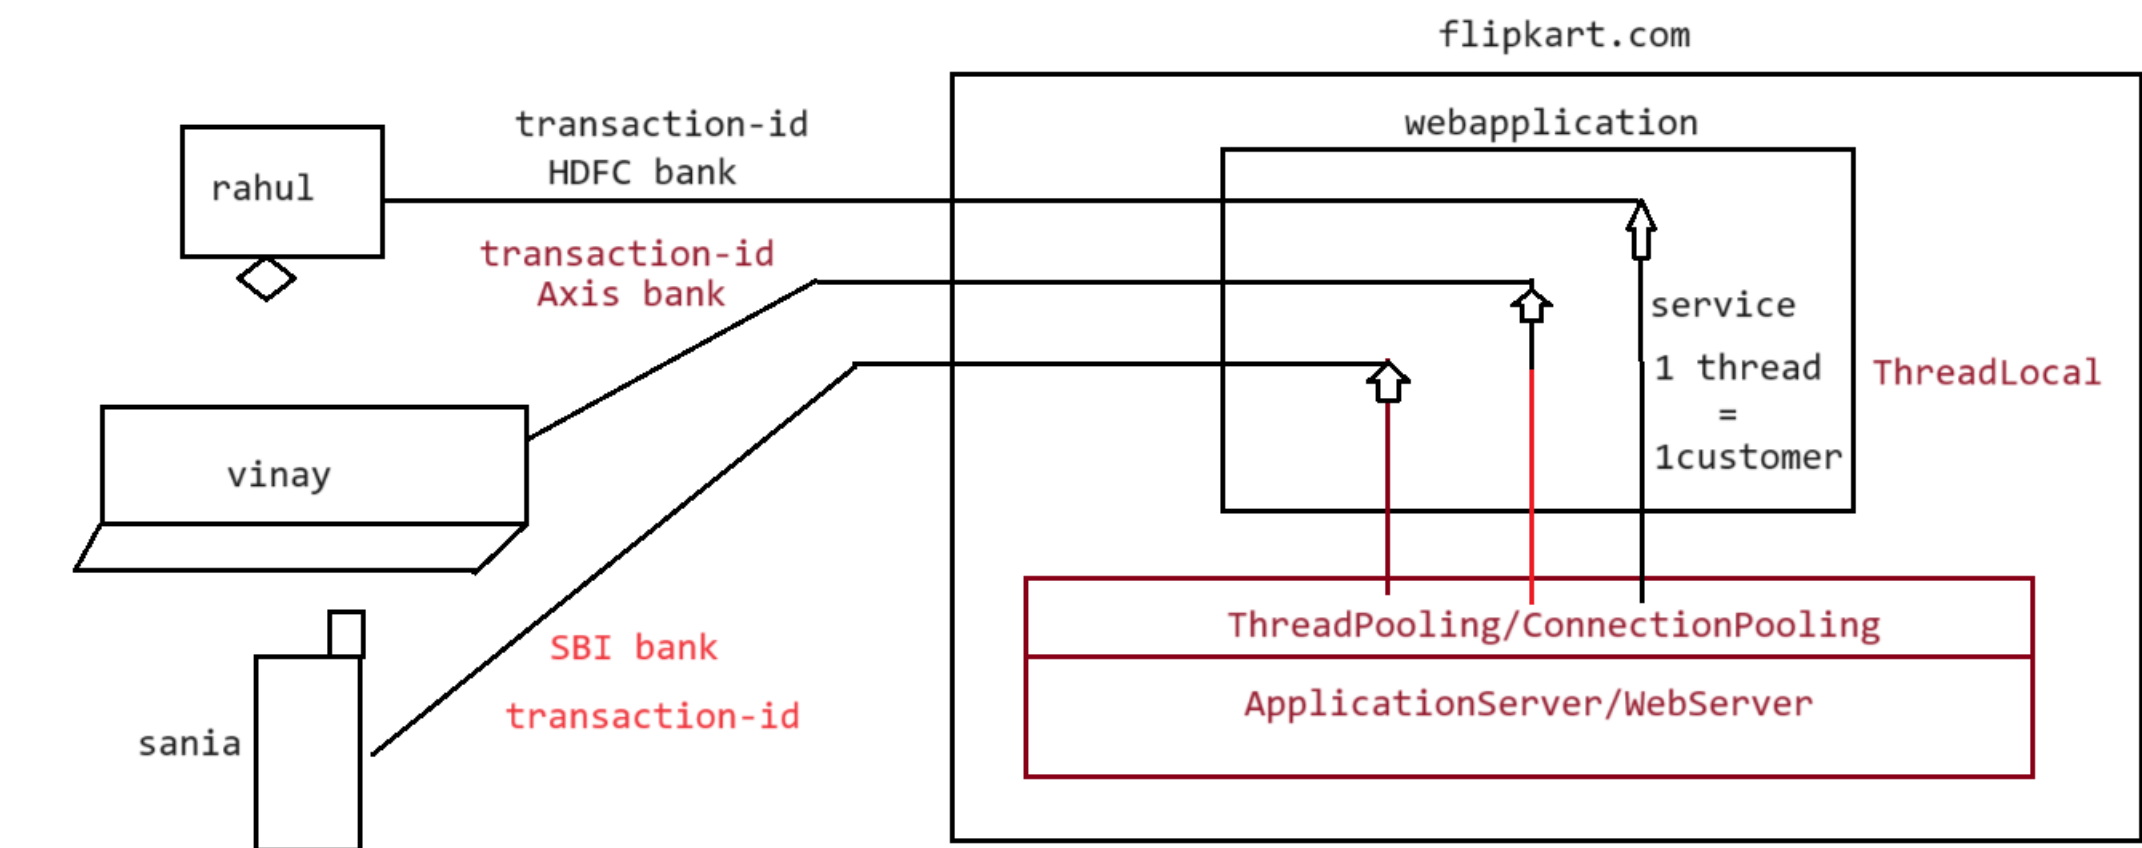 flipkart.com
transaction-id
HDFC bank
webapplication
rahul
transaction-id
Axis bank
service
1 thread
=
1customer
ThreadLocal
vinay
SBI bank
transaction-id
sania
ThreadPooling/ConnectionPooling
ApplicationServer/WebServer